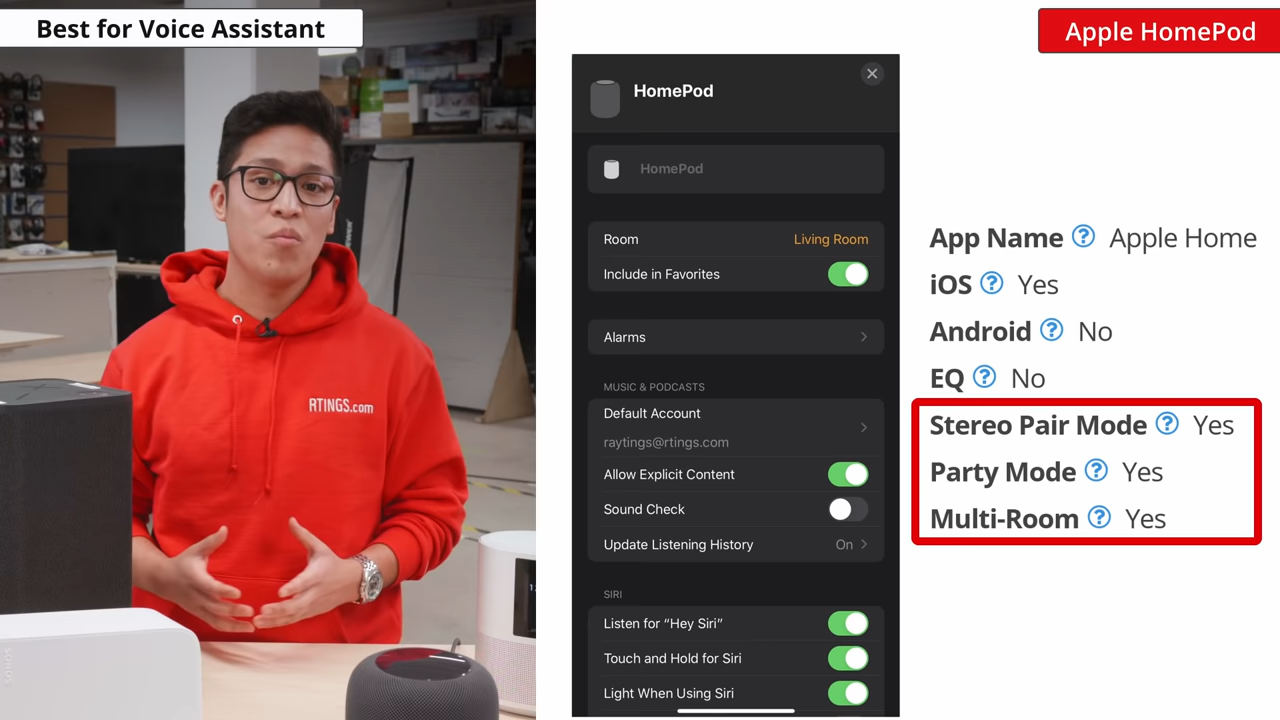 Best for Voice Assistant
Apple HomePod
RTINGS.com
SONOS
HomePod
HomePod
Room Living Room
Include in Favorites
Alarms
MUSIC & PODCASTS
Default Account
raytings@rtings.com
Allow Explicit Content
Sound Check
Update Listening History On
SIRI
Listen for “Hey Siri”
Touch and Hold for Siri
Light When Using Siri
App Name ? Apple Home
iOS ? Yes
Android ? No
EQ ? No
Stereo Pair Mode ? Yes
Party Mode ? Yes
Multi-Room ? Yes